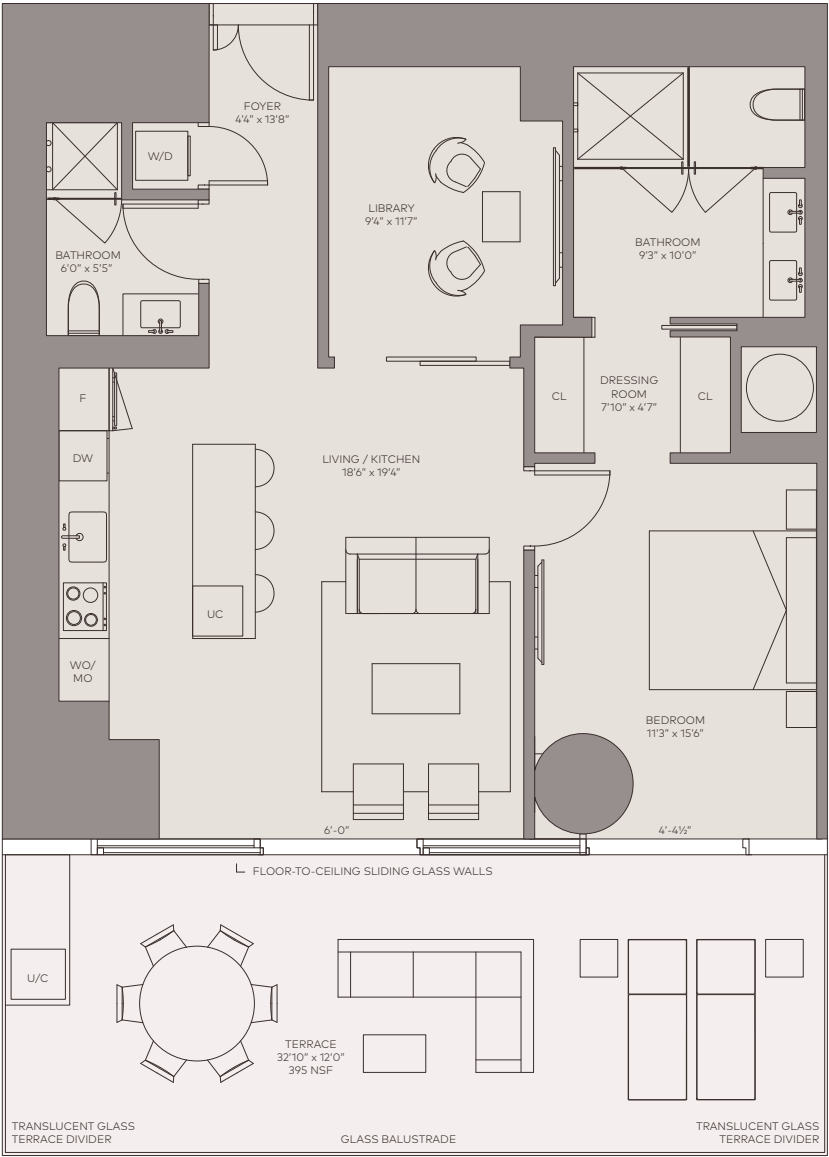 FOYER
4'4" x 13'8"
W/D
LIBRARY
9'4" x 11'7"
BATHROOM
9'3" x 10'0"
BATHROOM
6'0" x 5'5"
DRESSING
ROOM
7'10" x 4'7"
CL
CL
F
DW
LIVING / KITCHEN
18'6" x 19'4"
UC
WO/
MO
BEDROOM
11'3" x 15'6"
6'-0"
4'-4½"
FLOOR-TO-CEILING SLIDING GLASS WALLS
U/C
TERRACE
32'10" x 12'0"
395 NSF
TRANSLUCENT GLASS
TERRACE DIVIDER
GLASS BALUSTRADE
TRANSLUCENT GLASS
TERRACE DIVIDER